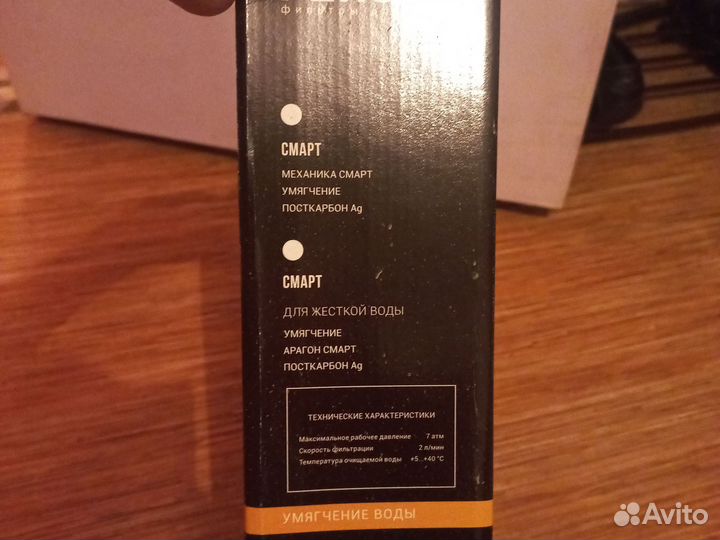 фильтры
СМАРТ
МЕХАНИКА СМАРТ
УМЯГЧЕНИЕ
ПОСТКАРБОН Ag
СМАРТ
ДЛЯ ЖЕСТКОЙ ВОДЫ
УМЯГЧЕНИЕ
АРАГОН СМАРТ
ПОСТКАРБОН Ag
ТЕХНИЧЕСКИЕ ХАРАКТЕРИСТИКИ
Максимальное рабочее давление 7 атм
Скорость фильтрации 2 л/мин
Температура очищаемой воды +5...+40 °С
УМЯГЧЕНИЕ ВОДЫ
Avito